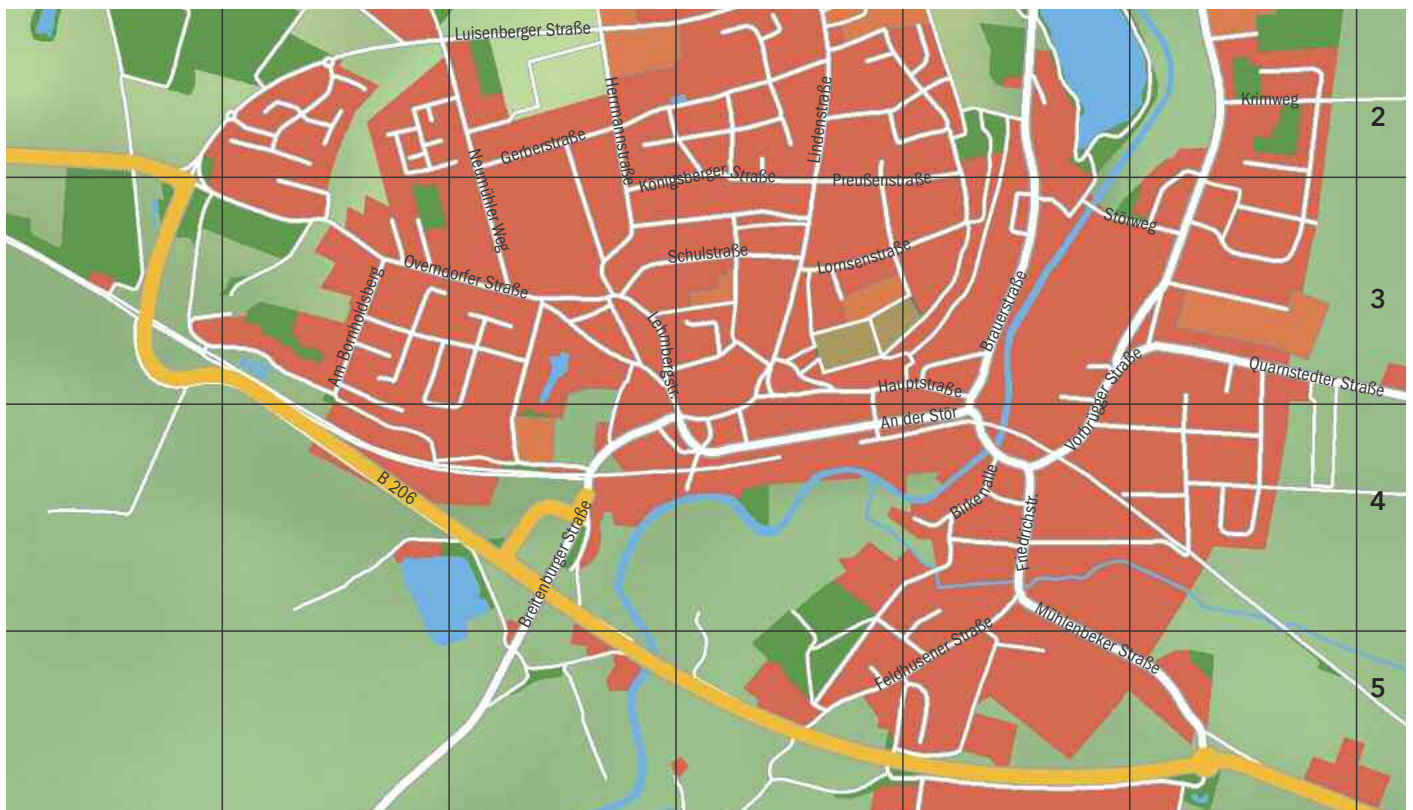 Luisenberger Straße
Herrmannstraße
Lindenstraße
Krimweg
2
Gerberstraße
Neumühler Weg
Königsberger Straße
Preußenstraße
Störweg
Schulstraße
Lornsenstraße
Overndorfer Straße
Am Bornholdsberg
Lehmbergstr.
Brauerstraße
3
Hauptstraße
Quarnstedter Straße
An der Stör
Vorbrügger Straße
B 206
Birkenalle
4
Friedrichstr.
Breitenburger Straße
Mühlenbeker Straße
Feldhusener Straße
5